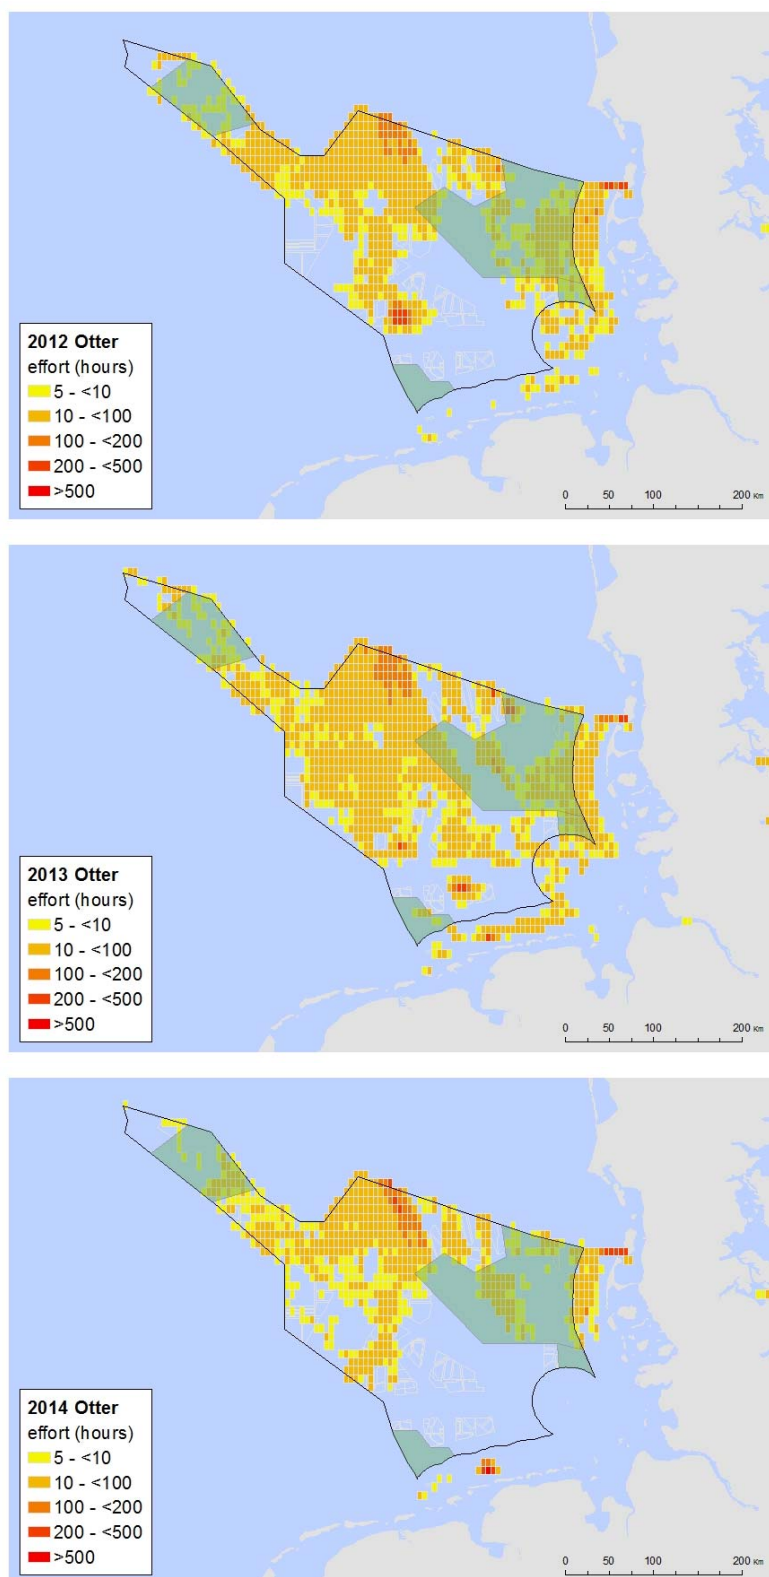 2012 Otter
effort (hours)
5 - <10
10 - <100
100 - <200
200 - <500
>500
0 50 100 200 Km
2013 Otter
effort (hours)
5 - <10
10 - <100
100 - <200
200 - <500
>500
0 50 100 200 Km
2014 Otter
effort (hours)
5 - <10
10 - <100
100 - <200
200 - <500
>500
0 50 100 200 Km